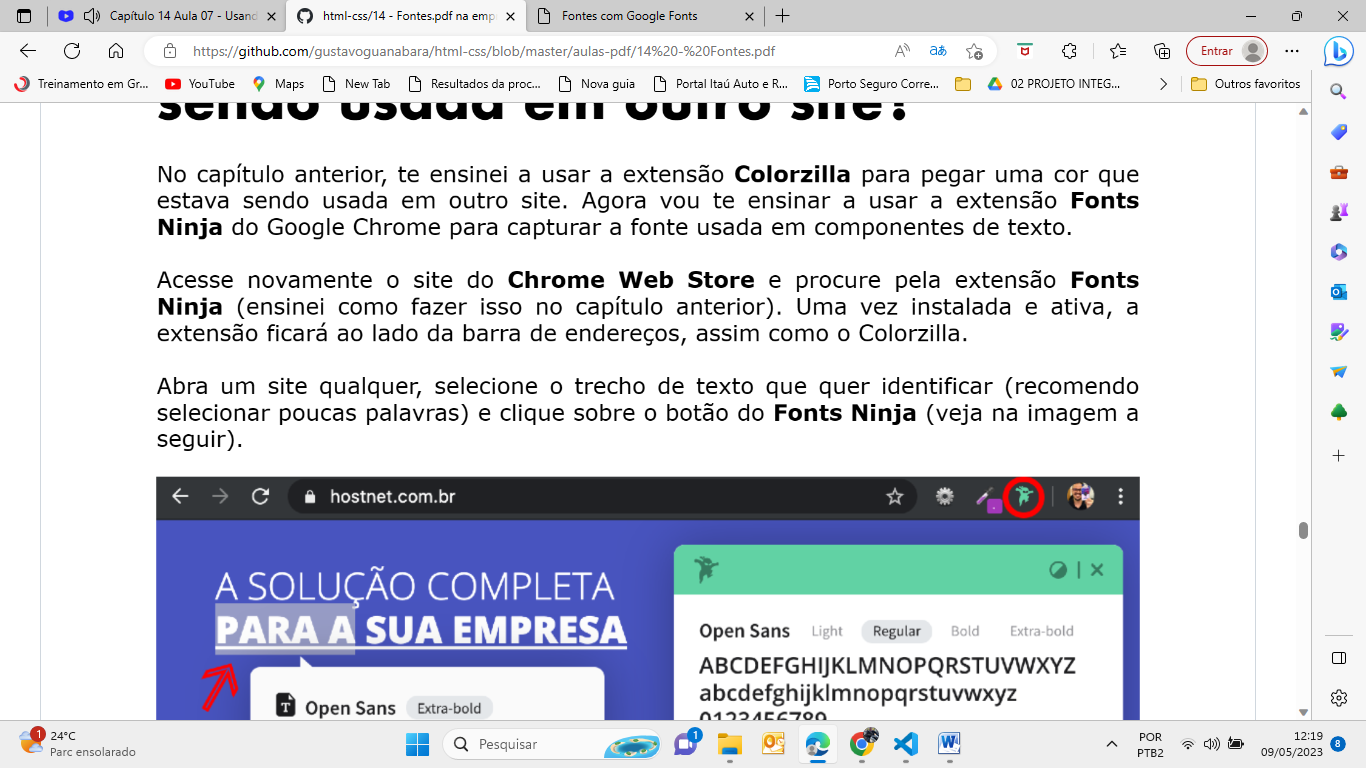 Capítulo 14 Aula 07 - Usand
html-css/14 - Fontes.pdf na emp
Fontes com Google Fonts
https://github.com/gustavoguanabara/html-css/blob/master/aulas-pdf/14%20-%20Fontes.pdf
Entrar
Treinamento em Gr...
YouTube
Maps
New Tab
Resultados da proc...
Nova guia
Portal Itaú Auto e R...
Porto Seguro Corre...
02 PROJETO INTEG...
Outros favoritos
sendo usada em outro site?
No capítulo anterior, te ensinei a usar a extensão Colorzilla para pegar uma cor que
estava sendo usada em outro site. Agora vou te ensinar a usar a extensão Fonts
Ninja do Google Chrome para capturar a fonte usada em componentes de texto.
Acesse novamente o site do Chrome Web Store e procure pela extensão Fonts
Ninja (ensinei como fazer isso no capítulo anterior). Uma vez instalada e ativa, a
extensão ficará ao lado da barra de endereços, assim como o Colorzilla.
Abra um site qualquer, selecione o trecho de texto que quer identificar (recomendo
selecionar poucas palavras) e clique sobre o botão do Fonts Ninja (veja na imagem a
seguir).
hostnet.com.br
A SOLUÇÃO COMPLETA
PARA A SUA EMPRESA
Open Sans Extra-bold
Open Sans Light Regular Bold Extra-bold
ABCDEFGHIJKLMNOPQRSTUVWXYZ
abcdefghijklmnopqrstuvwxyz
0123456789
1
24°C
Parc ensolarado
Pesquisar
1
POR
PTB2
12:19
09/05/2023
8